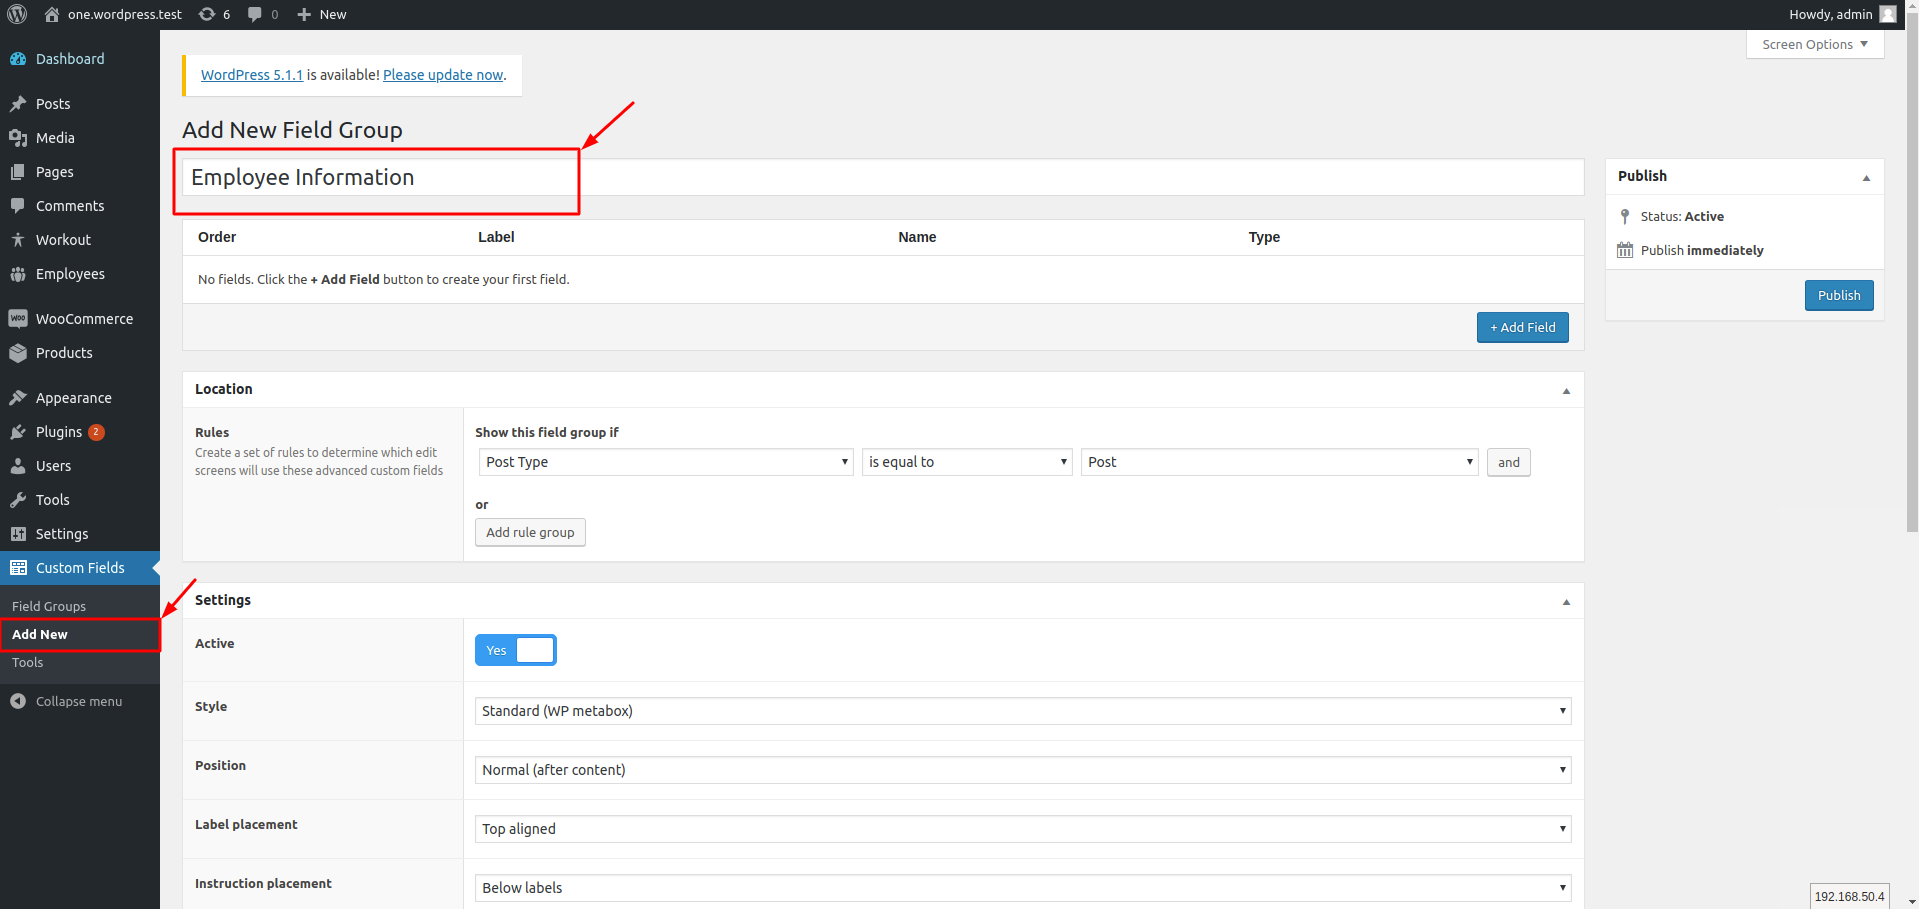 one.wordpress.test 6 0 New Howdy, admin
Screen Options
Dashboard
Posts
Media
Pages
Comments
Workout
Employees
WOO WooCommerce
Products
Appearance
Plugins 2
Users
Tools
Settings
Custom Fields
Field Groups
Add New
Tools
Collapse menu
WordPress 5.1.1 is available! Please update now.
Add New Field Group
Employee Information
Order Label Name Type
No fields. Click the + Add Field button to create your first field.
+ Add Field
Location
Rules
Create a set of rules to determine which edit
screens will use these advanced custom fields
Show this field group if
Post Type is equal to Post and
or
Add rule group
Settings
Active Yes
Style Standard (WP metabox)
Position Normal (after content)
Label placement Top aligned
Instruction placement Below labels
Publish
Status: Active
Publish immediately
Publish
192.168.50.4